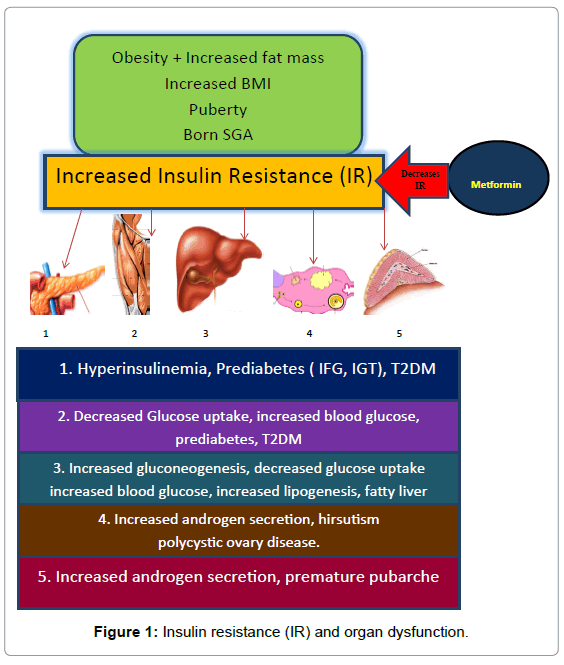 Obesity + Increased fat mass
Increased BMI
Puberty
Born SGA
Increased Insulin Resistance (IR)
Decreases
IR
Metformin
1
2
3
4
5
1. Hyperinsulinemia, Prediabetes ( IFG, IGT), T2DM
2. Decreased Glucose uptake, increased blood glucose,
prediabetes, T2DM
3. Increased gluconeogenesis, decreased glucose uptake
increased blood glucose, increased lipogenesis, fatty liver
4. Increased androgen secretion, hirsutism
polycystic ovary disease.
5. Increased androgen secretion, premature pubarche
Figure 1: Insulin resistance (IR) and organ dysfunction.